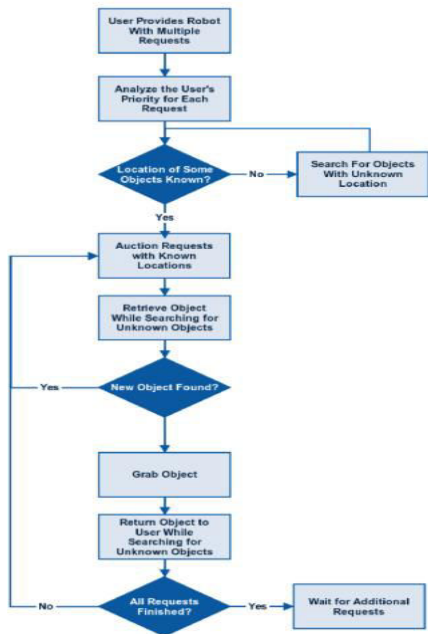 User Provides Robot
With Multiple
Requests
Analyze the User's
Priority for Each
Request
Location of Some
Objects Known?
No
Search For Objects
With Unknown
Location
Yes
Auction Requests
with Known
Locations
Retrieve Object
While Searching for
Unknown Objects
Yes
New Object Found?
Grab Object
Return Object to
User While
Searching for
Unknown Objects
No
All Requests
Finished?
Yes
Wait for Additional
Requests